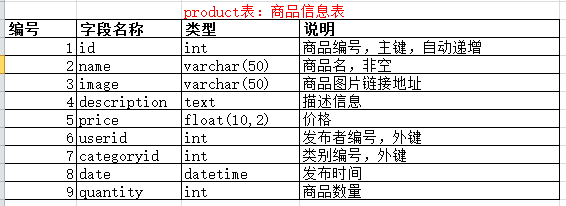 product表：商品信息表
编号 字段名称 类型 说明
1 id int 商品编号，主键，自动递增
2 name varchar(50) 商品名，非空
3 image varchar(50) 商品图片链接地址
4 description text 描述信息
5 price float(10,2) 价格
6 userid int 发布者编号，外键
7 categoryid int 类别编号，外键
8 date datetime 发布时间
9 quantity int 商品数量